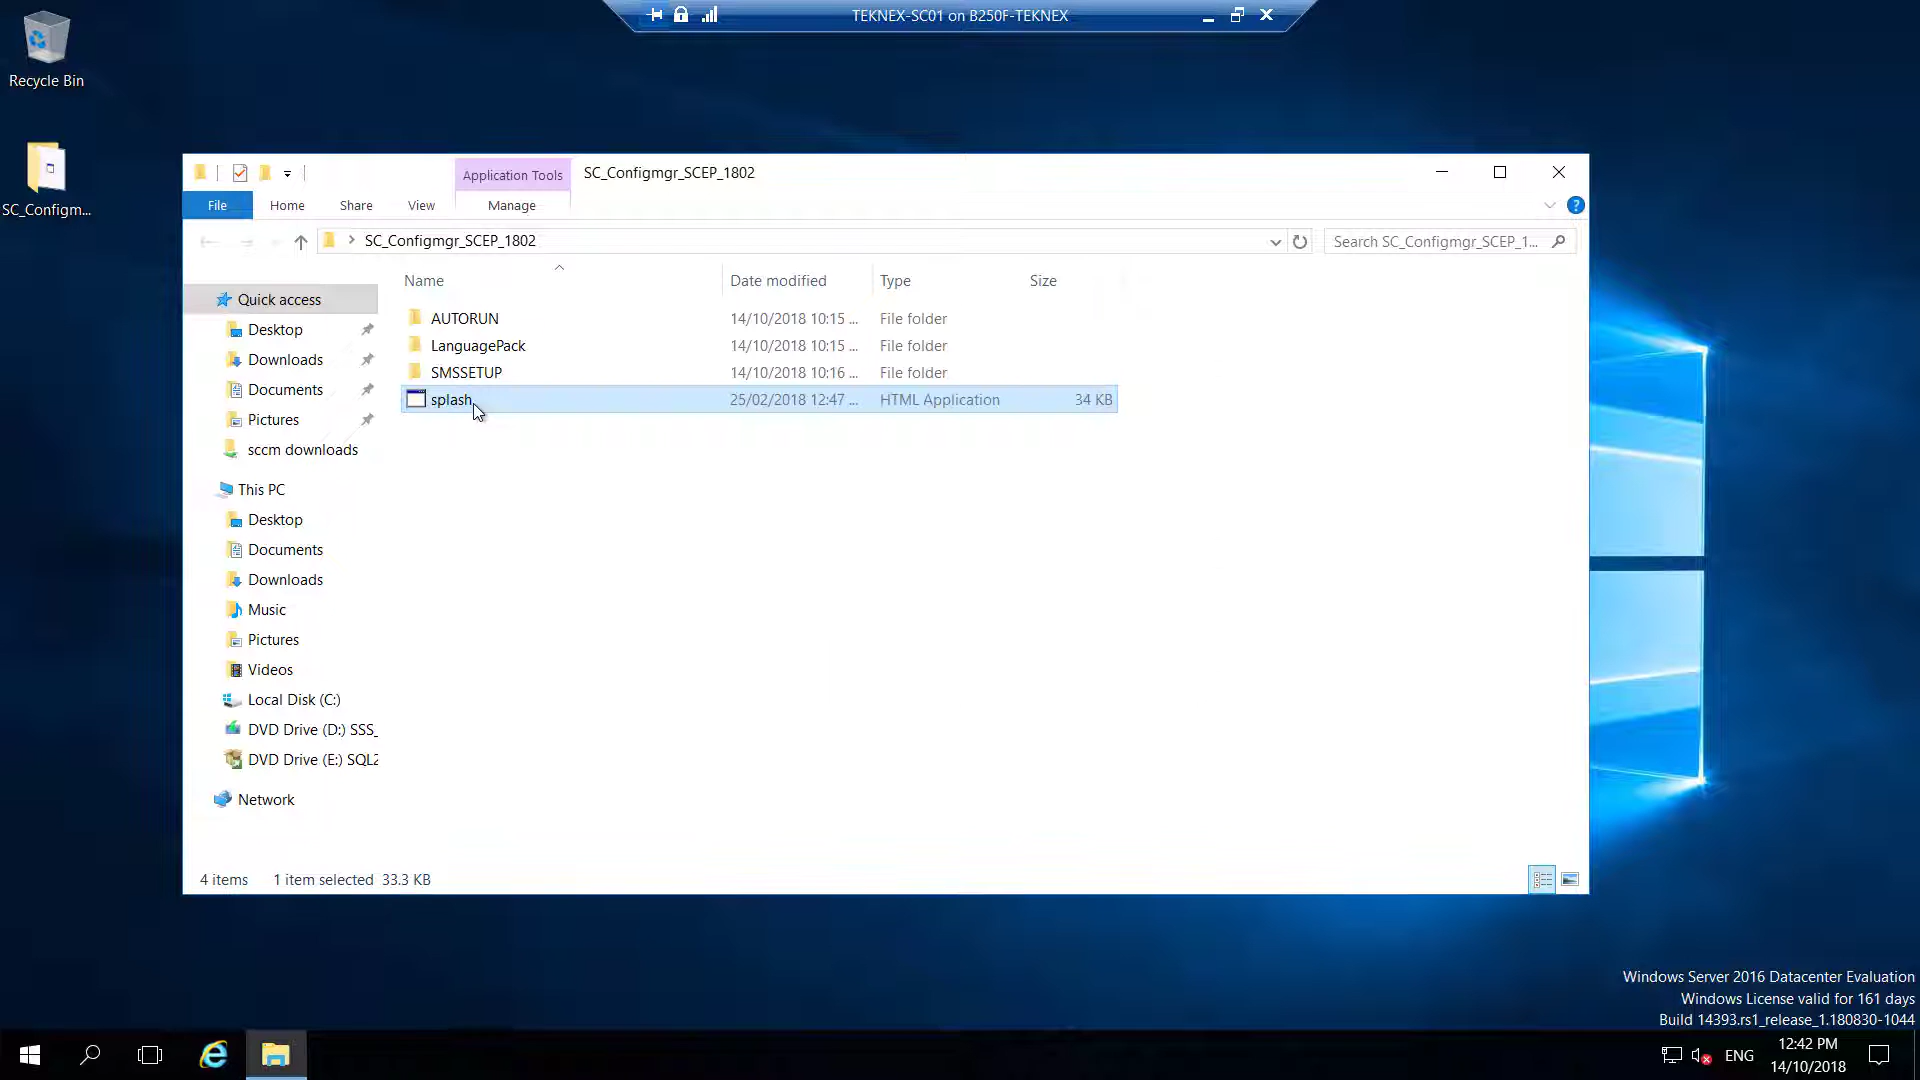 TEKNEX-SC01 on B250F-TEKNEX
Recycle Bin
SC_Configm...
Application Tools
SC_Configmgr_SCEP_1802
File
Home
Share
View
Manage
?
SC_Configmgr_SCEP_1802
Search SC_Configmgr_SCEP_1...
Name
Date modified
Type
Size
AUTORUN
14/10/2018 10:15 ...
File folder
LanguagePack
14/10/2018 10:15 ...
File folder
SMSSETUP
14/10/2018 10:16 ...
File folder
splash
25/02/2018 12:47 ...
HTML Application
34 KB
Quick access
Desktop
Downloads
Documents
Pictures
sccm downloads
This PC
Desktop
Documents
Downloads
Music
Pictures
Videos
Local Disk (C:)
DVD Drive (D:) SSS_
DVD Drive (E:) SQL2
Network
4 items
1 item selected 33.3 KB
Windows Server 2016 Datacenter Evaluation
Windows License valid for 161 days
Build 14393.rs1_release_1.180830-1044
ENG
12:42 PM
14/10/2018